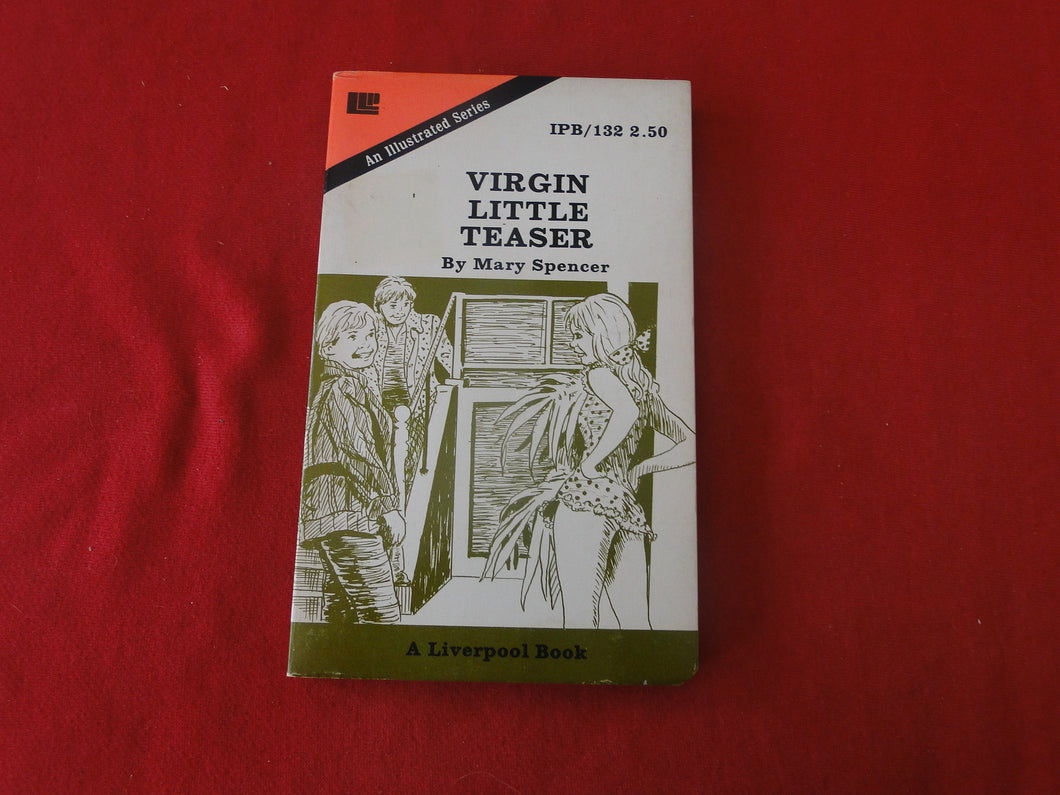 An Illustrated Series
IPB/132 2.50
VIRGIN
LITTLE
TEASER
By Mary Spencer
A Liverpool Book